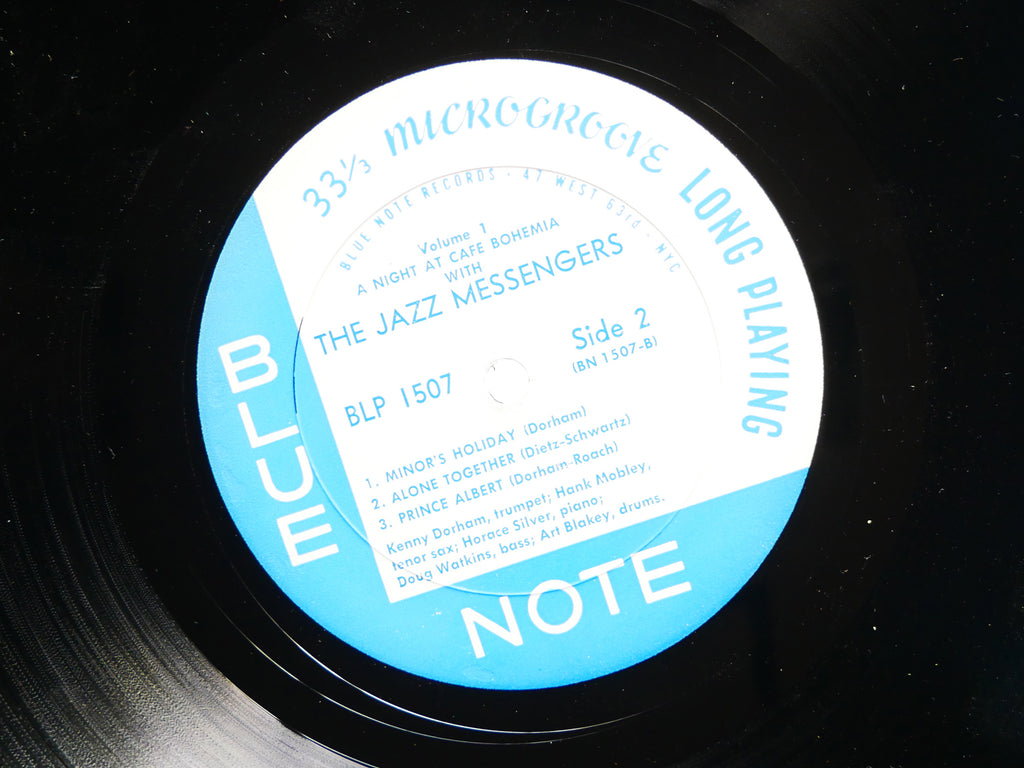 33⅓ MICROGROOVE LONG PLAYING
BLUE NOTE RECORDS · 47 WEST 63rd · NYC
Volume 1
A NIGHT AT CAFE BOHEMIA
WITH
THE JAZZ MESSENGERS
BLP 1507
Side 2
(BN 1507-B)
1. MINOR'S HOLIDAY (Dorham)
2. ALONE TOGETHER (Dietz-Schwartz)
3. PRINCE ALBERT (Dorham-Roach)
Kenny Dorham, trumpet; Hank Mobley,
tenor sax; Horace Silver, piano;
Doug Watkins, bass; Art Blakey, drums.
BLUE
NOTE